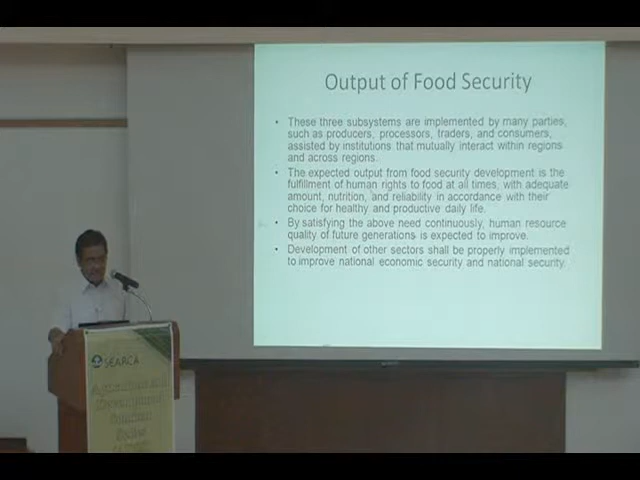 Output of Food Security
• These three subsystems are implemented by many parties,
such as producers, processors, traders, and consumers,
assisted by institutions that mutually interact within regions
and across regions.
• The expected output from food security development is the
fulfillment of human rights to food at all times, with adequate
amount, nutrition, and reliability in accordance with their
choice for healthy and productive daily life.
• By satisfying the above need continuously, human resource
quality of future generations is expected to improve.
• Development of other sectors shall be properly implemented
to improve national economic security and national security.
SEARCA
Agriculture and
Development
Seminar
Series